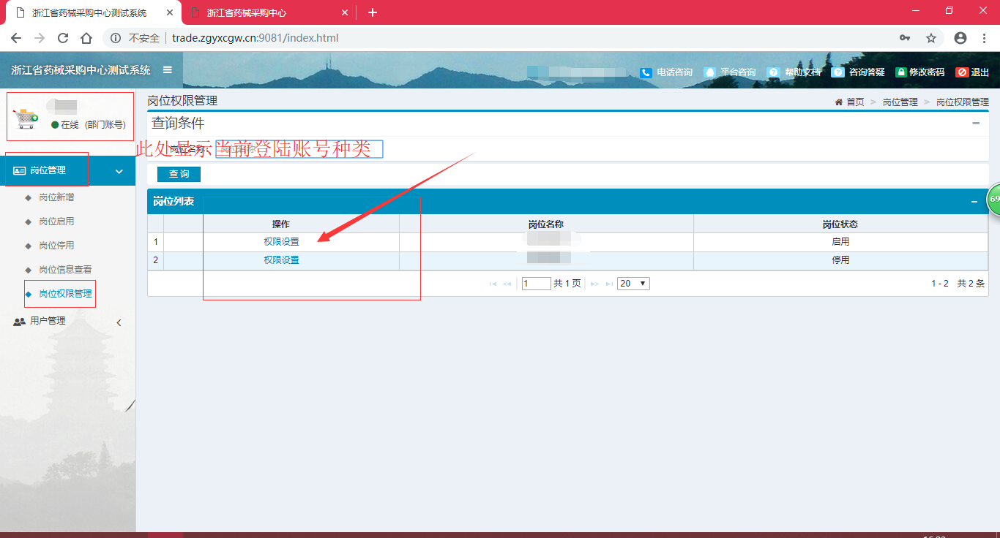 浙江省药械采购中心测试系统
浙江省药械采购中心
不安全 | trade.zgyxcgw.cn:9081/index.html
浙江省药械采购中心测试系统
电话咨询 平台咨询 帮助文档 咨询答疑 修改密码 退出
在线 (部门账号)
岗位管理
岗位新增
岗位启用
岗位停用
岗位信息查看
岗位权限管理
用户管理
岗位权限管理
首页 > 岗位管理 > 岗位权限管理
查询条件
岗位名称: 岗位名称
此处显示当前登陆账号种类
查 询
岗位列表
操作 岗位名称 岗位状态
1 权限设置 启用
2 权限设置 停用
1 共 1 页 20
1 - 2 共 2 条
69